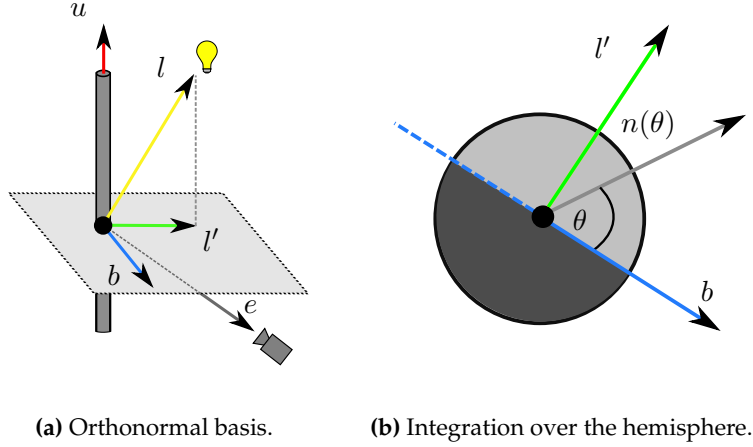 u
l
l′
b
e
(a) Orthonormal basis.
l′
n(θ)
θ
b
(b) Integration over the hemisphere.